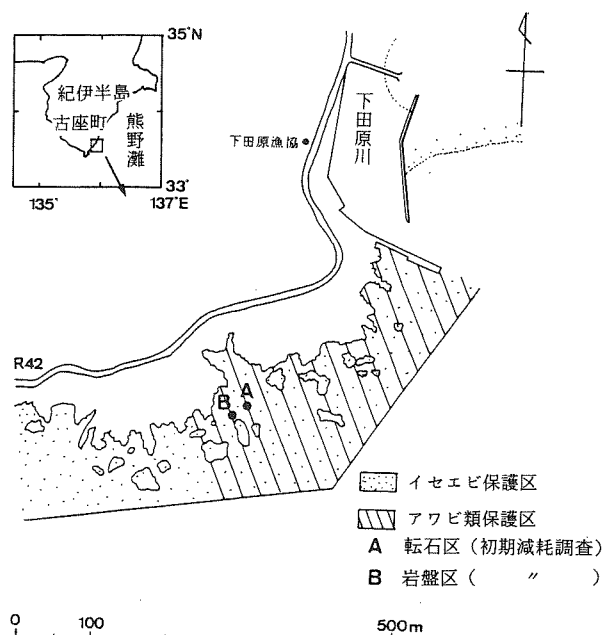 35°N
紀伊半島
古座町
熊野灘
33°
135°
137°E
下田原漁協
下田原川
R42
A
B
イセエビ保護区
アワビ類保護区
A 転石区（初期減耗調査）
B 岩盤区（ 〃 ）
0 100 500m